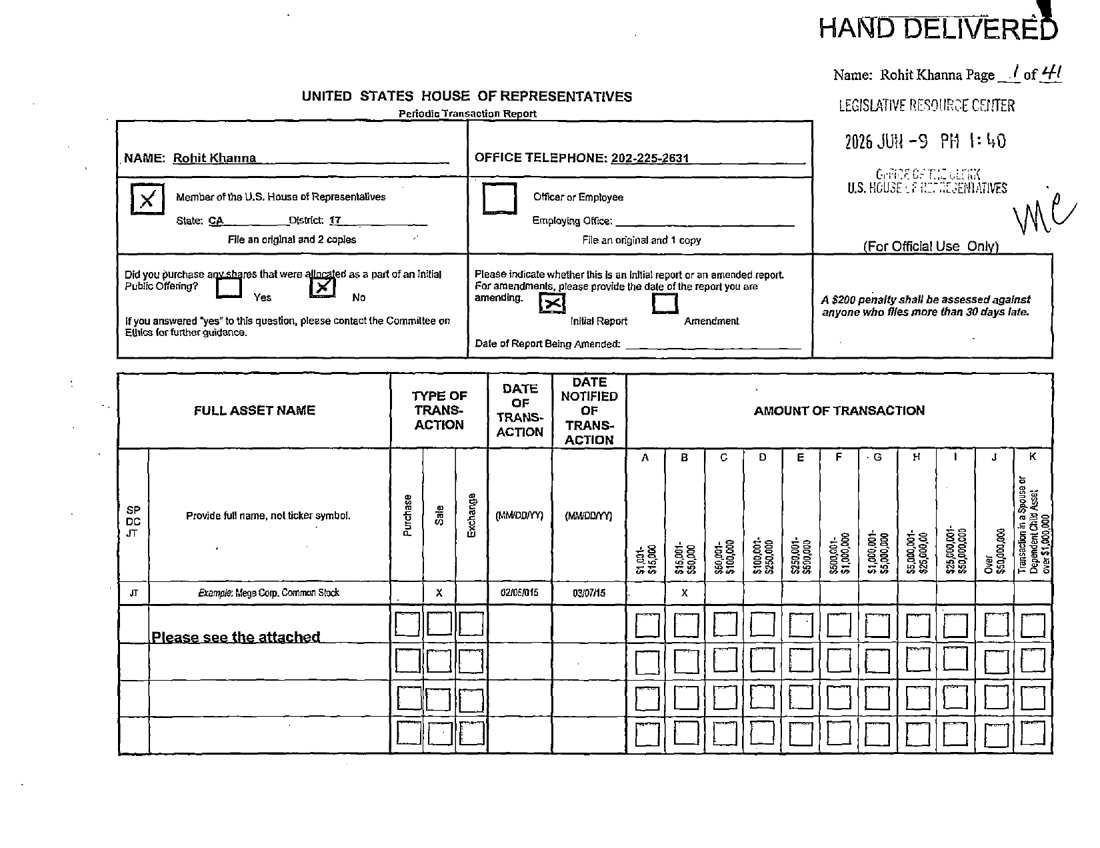 HAND DELIVERED
Name: Rohit Khanna Page 1 of 41
LEGISLATIVE RESOURCE CENTER
2026 JUN -9 PM 1:40
OFFICE OF THE CLERK
U.S. HOUSE OF REPRESENTATIVES
MC
(For Official Use Only)
UNITED STATES HOUSE OF REPRESENTATIVES
Periodic Transaction Report
NAME: Rohit Khanna
OFFICE TELEPHONE: 202-225-2631
X
Member of the U.S. House of Representatives
State: CA District: 17
File an original and 2 copies
Officer or Employee
Employing Office:
File an original and 1 copy
Did you purchase any shares that were allocated as a part of an Initial
Public Offering?
Yes
X
No
If you answered "yes" to this question, please contact the Committee on
Ethics for further guidance.
Please indicate whether this is an initial report or an amended report.
For amendments, please provide the date of the report you are
amending.
X
Initial Report
Amendment
Date of Report Being Amended:
A $200 penalty shall be assessed against
anyone who files more than 30 days late.
FULL ASSET NAME
TYPE OF
TRANS-
ACTION
DATE
OF
TRANS-
ACTION
DATE
NOTIFIED
OF
TRANS-
ACTION
AMOUNT OF TRANSACTION
SP
DC
JT
Provide full name, not ticker symbol.
Purchase
Sale
Exchange
(MM/DD/YY)
(MM/DD/YY)
A
$1,001-
$15,000
B
$15,001-
$50,000
C
$50,001-
$100,000
D
$100,001-
$250,000
E
$250,001-
$500,000
F
$500,001-
$1,000,000
G
$1,000,001-
$5,000,000
H
$5,000,001-
$25,000,00
I
$25,000,001-
$50,000,000
J
Over
$50,000,000
K
Transaction in a Spouse or
Dependent Child Asset
over $1,000,000
JT Example: Mega Corp. Common Stock X 02/05/015 03/07/15 X
Please see the attached